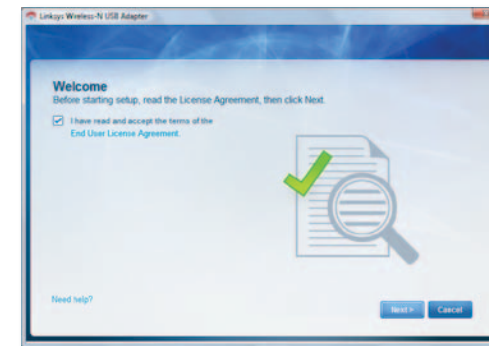 Linksys Wireless-N USB Adapter
Welcome
Before starting setup, read the License Agreement, then click Next.
I have read and accept the terms of the
End User License Agreement.
Need help?
Next >
Cancel